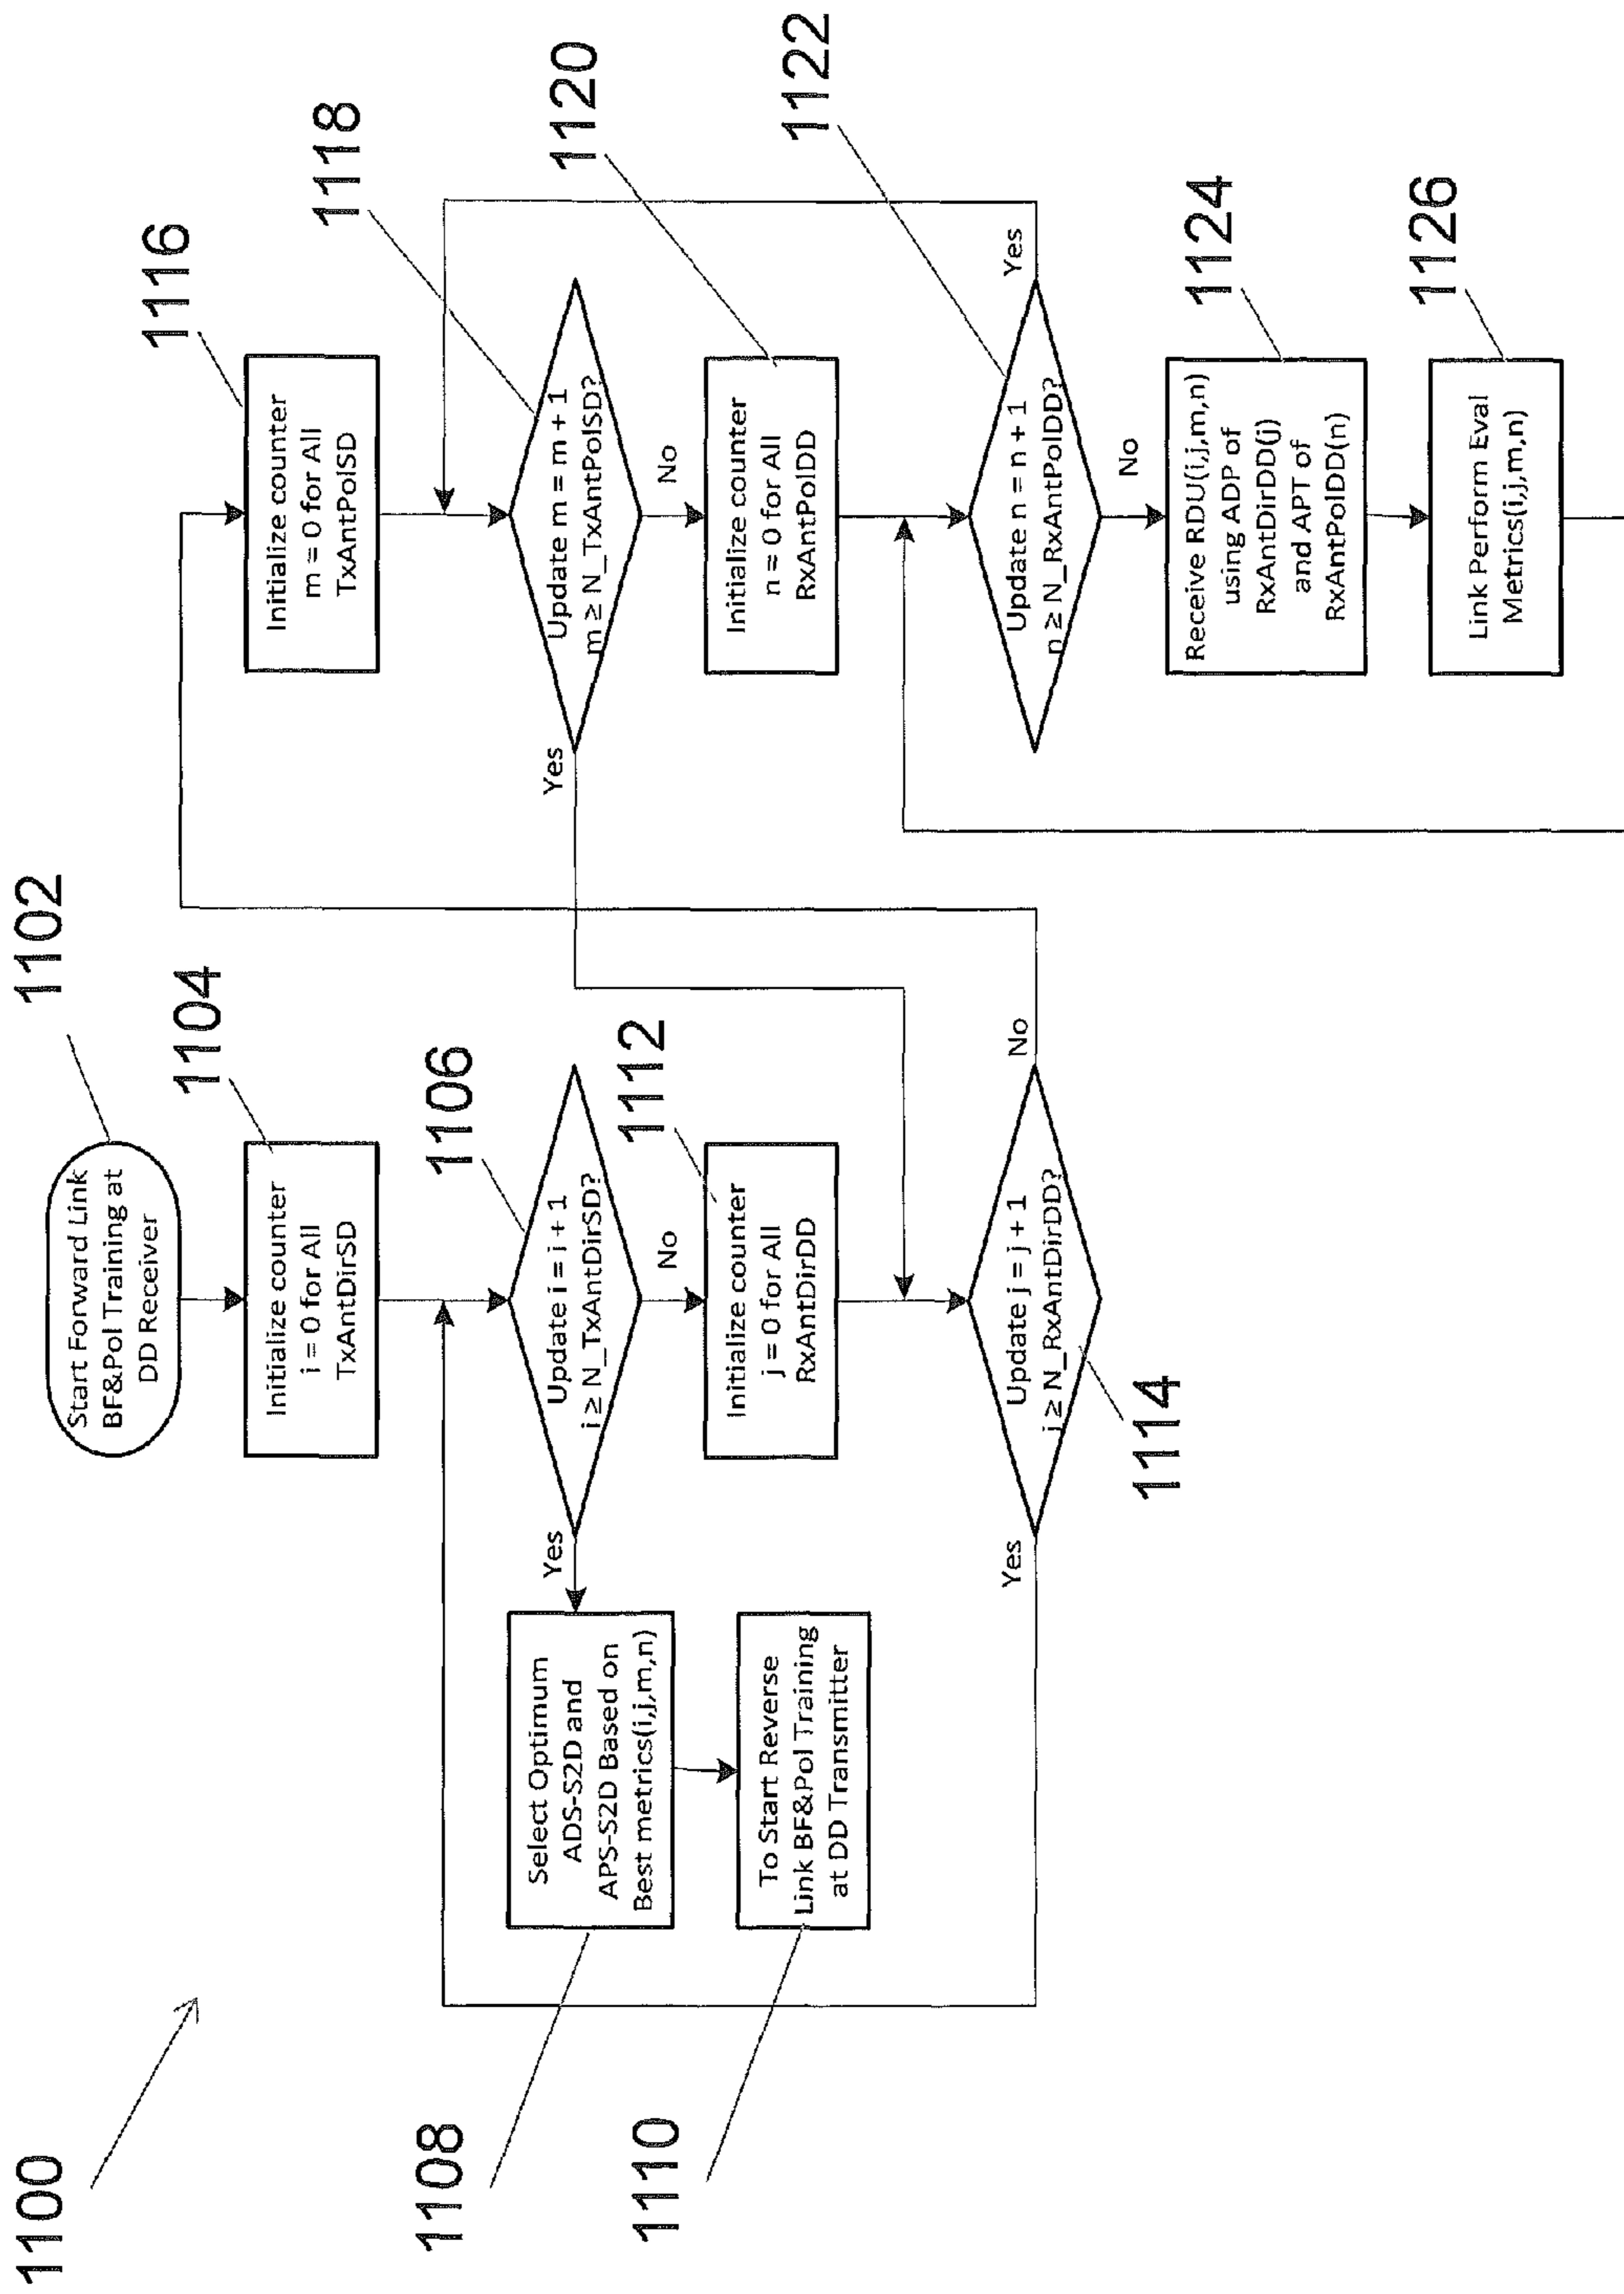 1100
1102
Start Forward Link
BF&Pol Training at
DD Receiver
1104
Initialize counter
i = 0 for All
TxAntDirSD
1106
Update i = i + 1
i ≥ N_TxAntDirSD?
Yes
No
1108
Select Optimum
ADS-S2D and
APS-S2D Based on
Best metrics(i,j,m,n)
1110
To Start Reverse
Link BF&Pol Training
at DD Transmitter
1112
Initialize counter
j = 0 for All
RxAntDirDD
1114
Update j = j + 1
j ≥ N_RxAntDirDD?
Yes
No
1116
Initialize counter
m = 0 for All
TxAntPolSD
1118
Update m = m + 1
m ≥ N_TxAntPolSD?
Yes
No
1120
Initialize counter
n = 0 for All
RxAntPolDD
1122
Update n = n + 1
n ≥ N_RxAntPolDD?
Yes
No
1124
Receive RDU(i,j,m,n)
using ADP of
RxAntDirDD(j)
and APT of
RxAntPolDD(n)
1126
Link Perform Eval
Metrics(i,j,m,n)